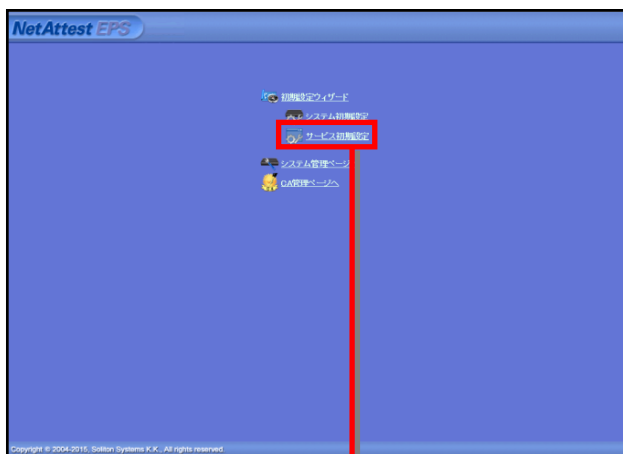 NetAttest EPS
初期設定ウィザード
システム初期設定
サービス初期設定
システム管理ページ
CA管理ページへ
Copyright © 2004-2015, Soliton Systems K.K., All rights reserved.